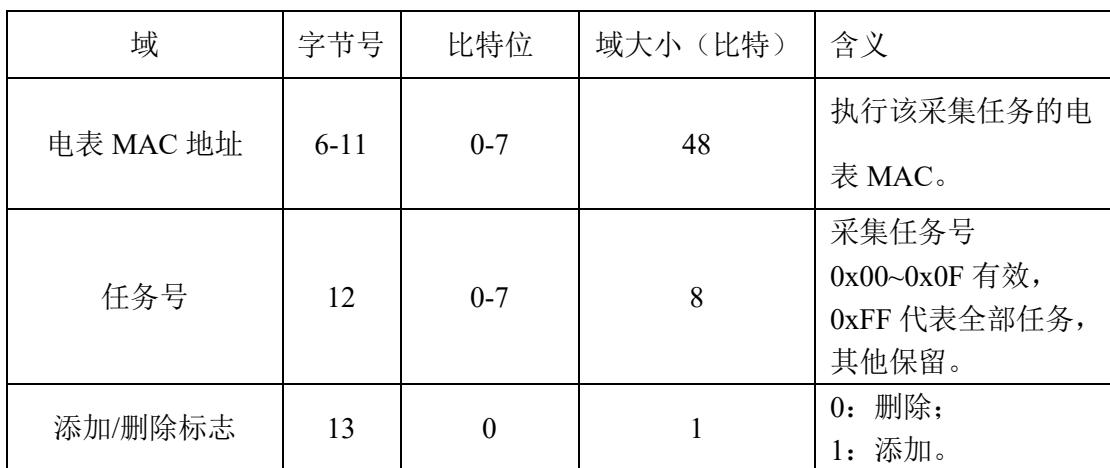 域 字节号 比特位 域大小（比特） 含义
电表 MAC 地址 6-11 0-7 48 执行该采集任务的电
表 MAC。
任务号 12 0-7 8 采集任务号
0x00~0x0F 有效，
0xFF 代表全部任务，
其他保留。
添加/删除标志 13 0 1 0：删除；
1：添加。